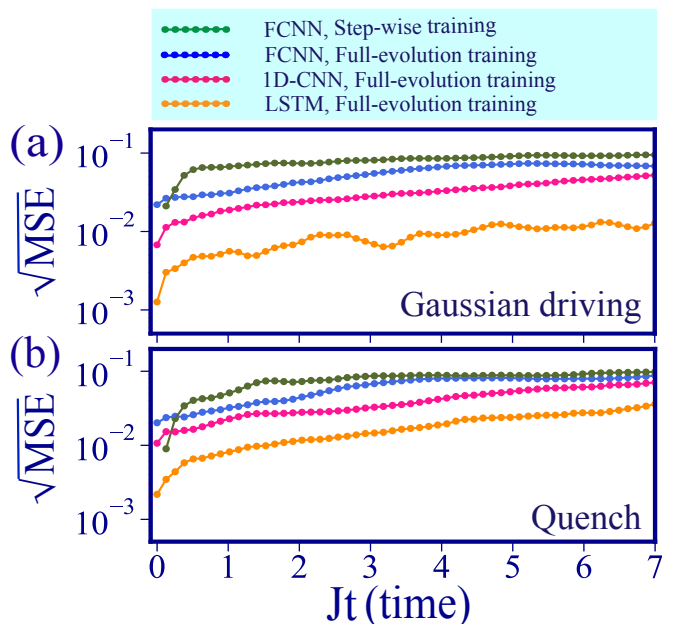 FCNN, Step-wise training
FCNN, Full-evolution training
1D-CNN, Full-evolution training
LSTM, Full-evolution training
(a)
10⁻¹
10⁻²
10⁻³
√MSE
Gaussian driving
(b)
10⁻¹
10⁻²
10⁻³
√MSE
Quench
0 1 2 3 4 5 6 7
Jt (time)